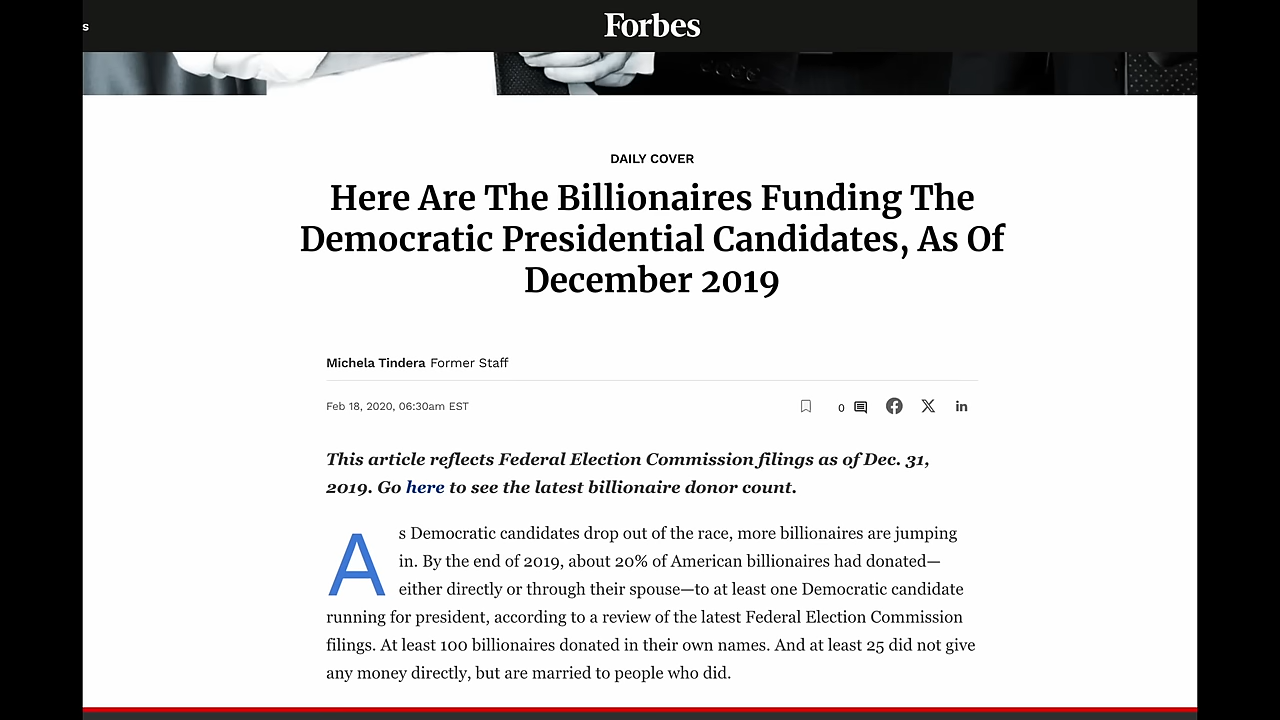 s
Forbes
DAILY COVER
Here Are The Billionaires Funding The
Democratic Presidential Candidates, As Of
December 2019
Michela Tindera Former Staff
Feb 18, 2020, 06:30am EST
0
in
This article reflects Federal Election Commission filings as of Dec. 31,
2019. Go here to see the latest billionaire donor count.
As Democratic candidates drop out of the race, more billionaires are jumping
in. By the end of 2019, about 20% of American billionaires had donated—
either directly or through their spouse—to at least one Democratic candidate
running for president, according to a review of the latest Federal Election Commission
filings. At least 100 billionaires donated in their own names. And at least 25 did not give
any money directly, but are married to people who did.